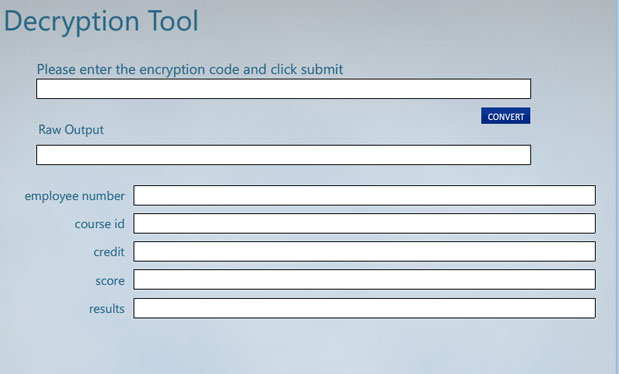 Decryption Tool
Please enter the encryption code and click submit
CONVERT
Raw Output
employee number
course id
credit
score
results